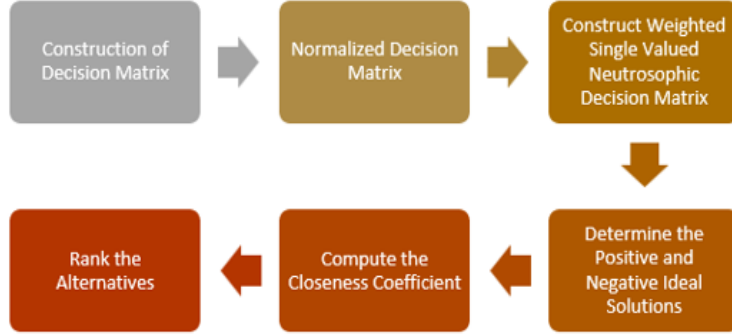 Construction of
Decision Matrix
Normalized Decision
Matrix
Construct Weighted
Single Valued
Neutrosophic
Decision Matrix
Determine the
Positive and
Negative Ideal
Solutions
Compute the
Closeness Coefficient
Rank the
Alternatives